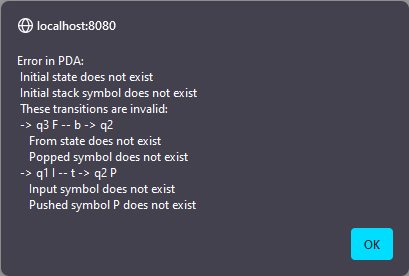 localhost:8080
Error in PDA:
Initial state does not exist
Initial stack symbol does not exist
These transitions are invalid:
-> q3 F -- b -> q2
From state does not exist
Popped symbol does not exist
-> q1 I -- t -> q2 P
Input symbol does not exist
Pushed symbol P does not exist
OK